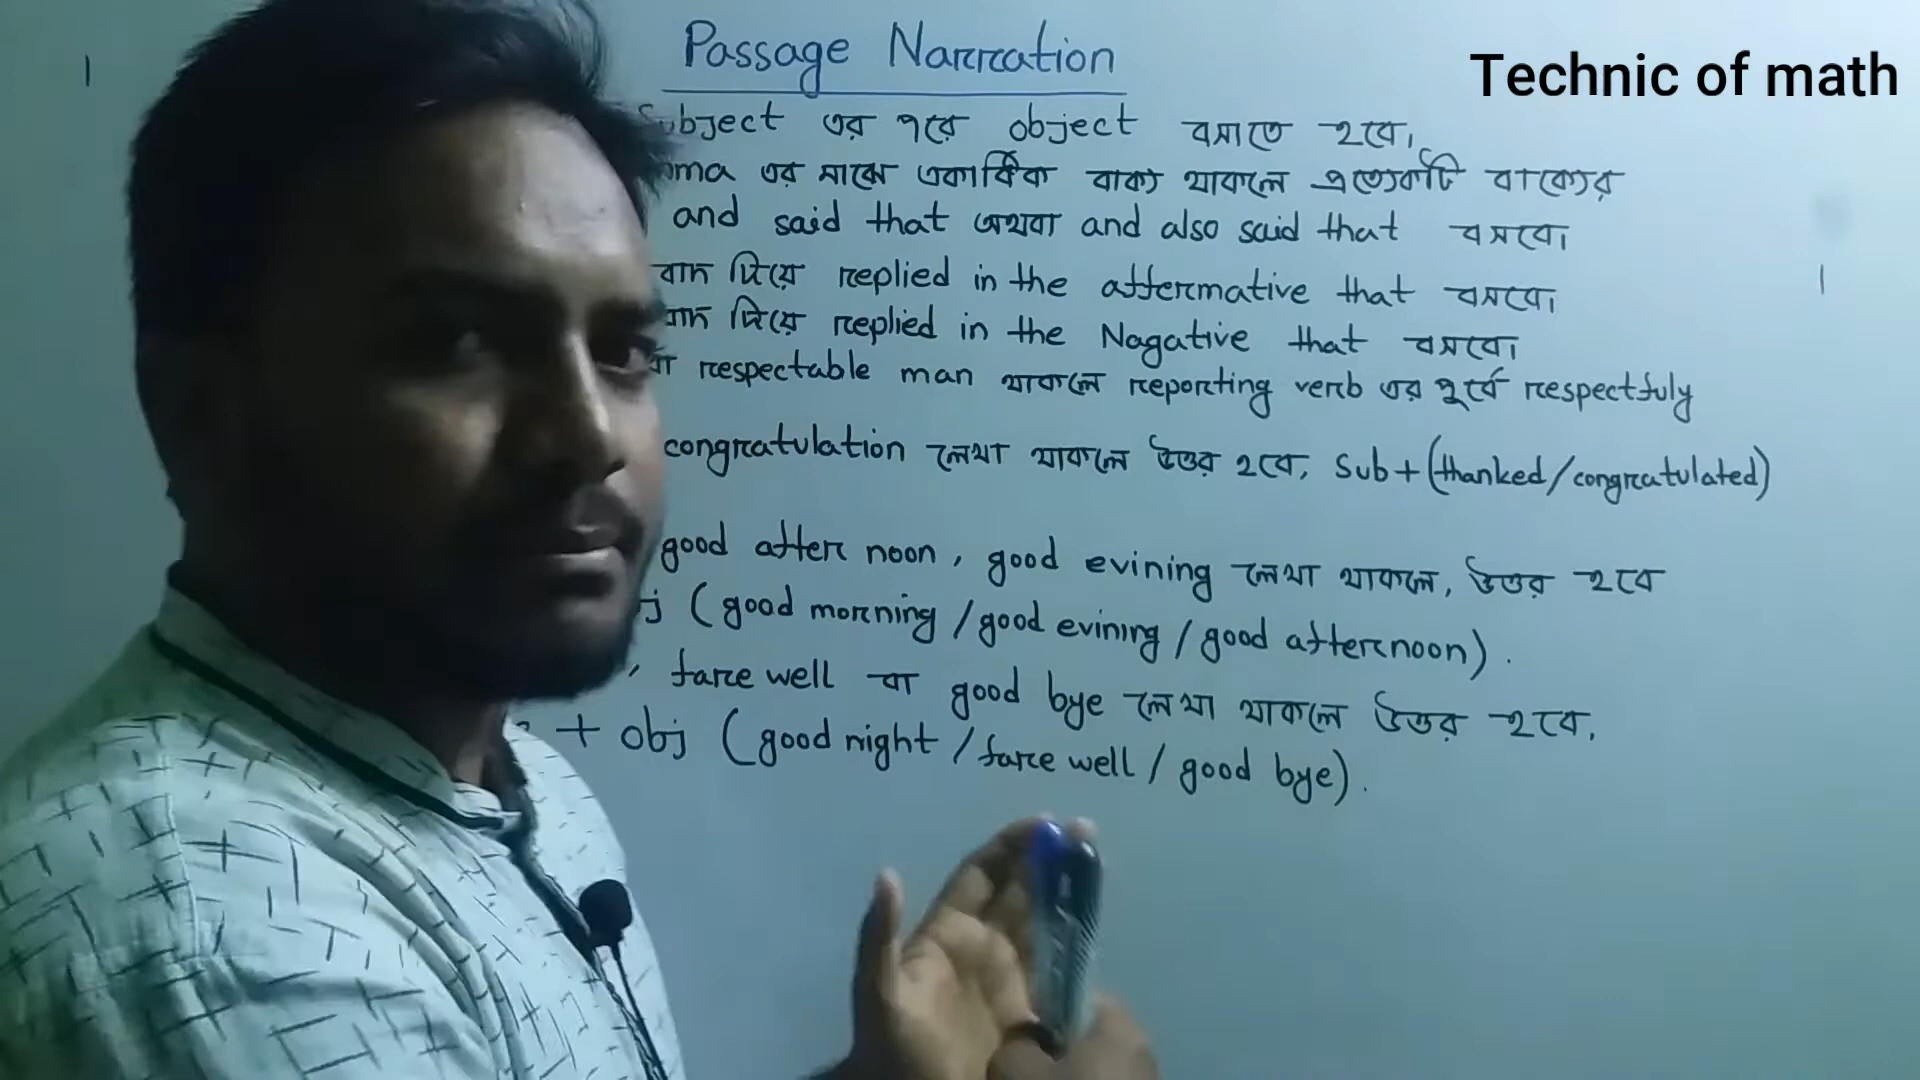 Passage Narration
Technic of math
Subject এর পরে object বসাতে হবে।
এর মাঝে একাধিক বাক্য থাকলে প্রত্যেকটি বাক্যের
and said that অথবা and also said that বসবে।
বাদ দিয়ে replied in the affermative that বসবে।
বাদ দিয়ে replied in the Nagative that বসবে।
বা respectable man থাকলে reporting verb এর পূর্বে respectfuly
congratulation লেখা থাকলে উত্তর হবে, Sub + (thanked/congratulated)
good after noon, good evining লেখা থাকলে, উত্তর হবে
(good morning /good evining / good afternoon).
, fare well বা good bye লেখা থাকলে উত্তর হবে,
+ obj (good night / fare well / good bye).